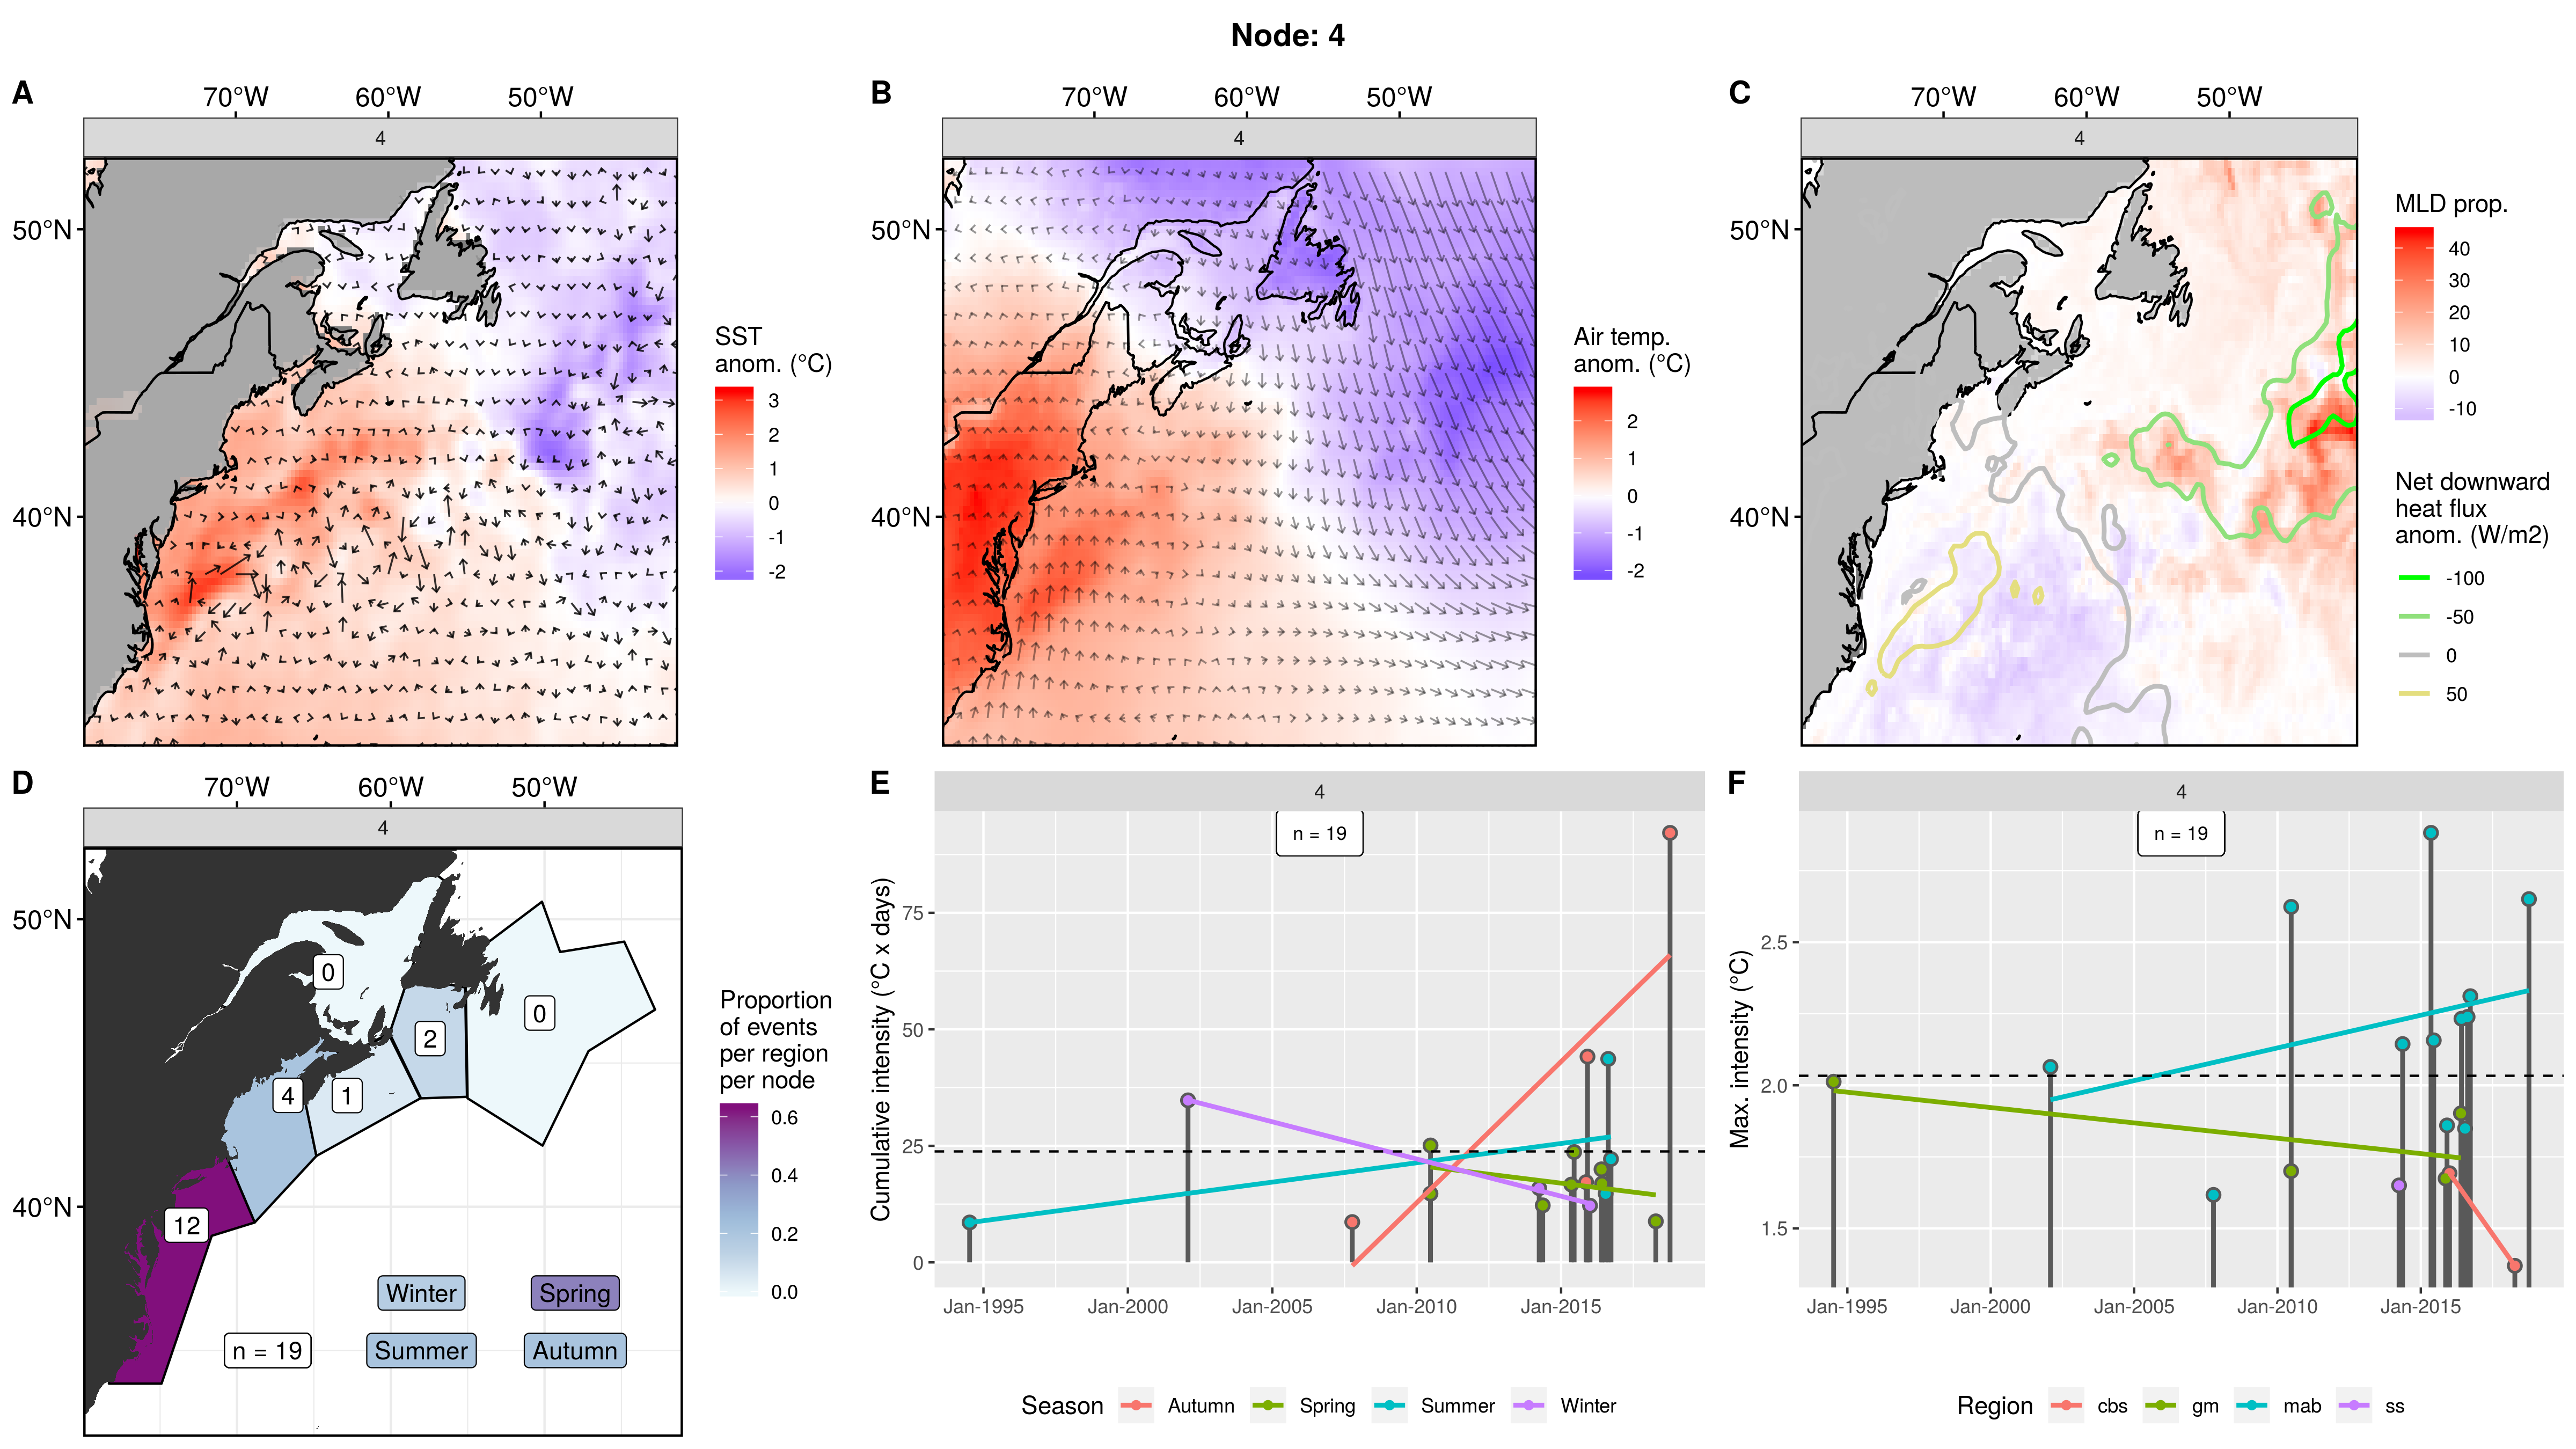 Node: 4
A
70°W
60°W
50°W
4
50°N
40°N
SST
anom. (°C)
3
2
1
0
-1
-2
B
70°W
60°W
50°W
4
50°N
40°N
Air temp.
anom. (°C)
2
1
0
-1
-2
C
70°W
60°W
50°W
4
50°N
40°N
MLD prop.
40
30
20
10
0
-10
Net downward
heat flux
anom. (W/m2)
-100
-50
0
50
D
70°W
60°W
50°W
4
50°N
40°N
0
0
2
4
1
12
Winter
Spring
n = 19
Summer
Autumn
Proportion
of events
per region
per node
0.6
0.4
0.2
0.0
E
4
n = 19
Cumulative intensity (°C x days)
75
50
25
0
Jan-1995
Jan-2000
Jan-2005
Jan-2010
Jan-2015
Season
Autumn
Spring
Summer
Winter
F
4
n = 19
Max. intensity (°C)
2.5
2.0
1.5
Jan-1995
Jan-2000
Jan-2005
Jan-2010
Jan-2015
Region
cbs
gm
mab
ss